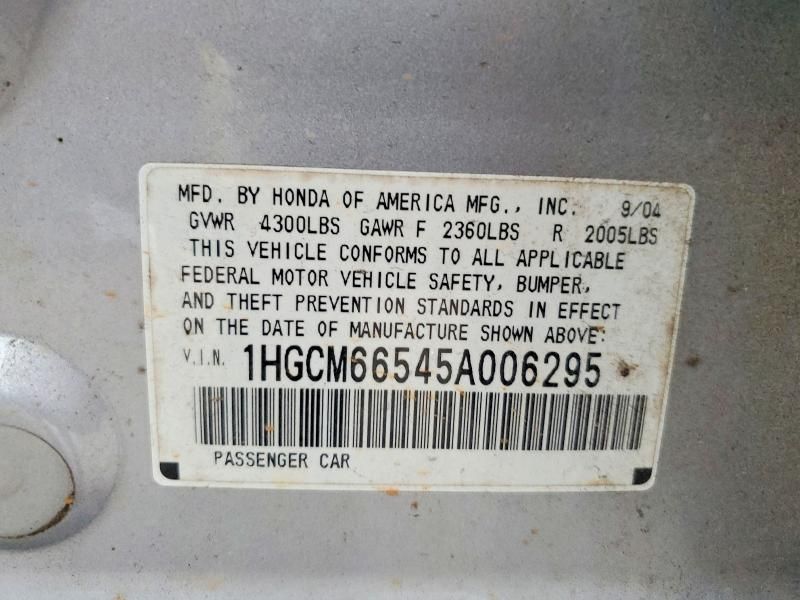 MFD. BY HONDA OF AMERICA MFG., INC. 9/04
GVWR 4300LBS GAWR F 2360LBS R 2005LBS
THIS VEHICLE CONFORMS TO ALL APPLICABLE
FEDERAL MOTOR VEHICLE SAFETY, BUMPER,
AND THEFT PREVENTION STANDARDS IN EFFECT
ON THE DATE OF MANUFACTURE SHOWN ABOVE:
V.I.N. 1HGCM66545A006295
PASSENGER CAR